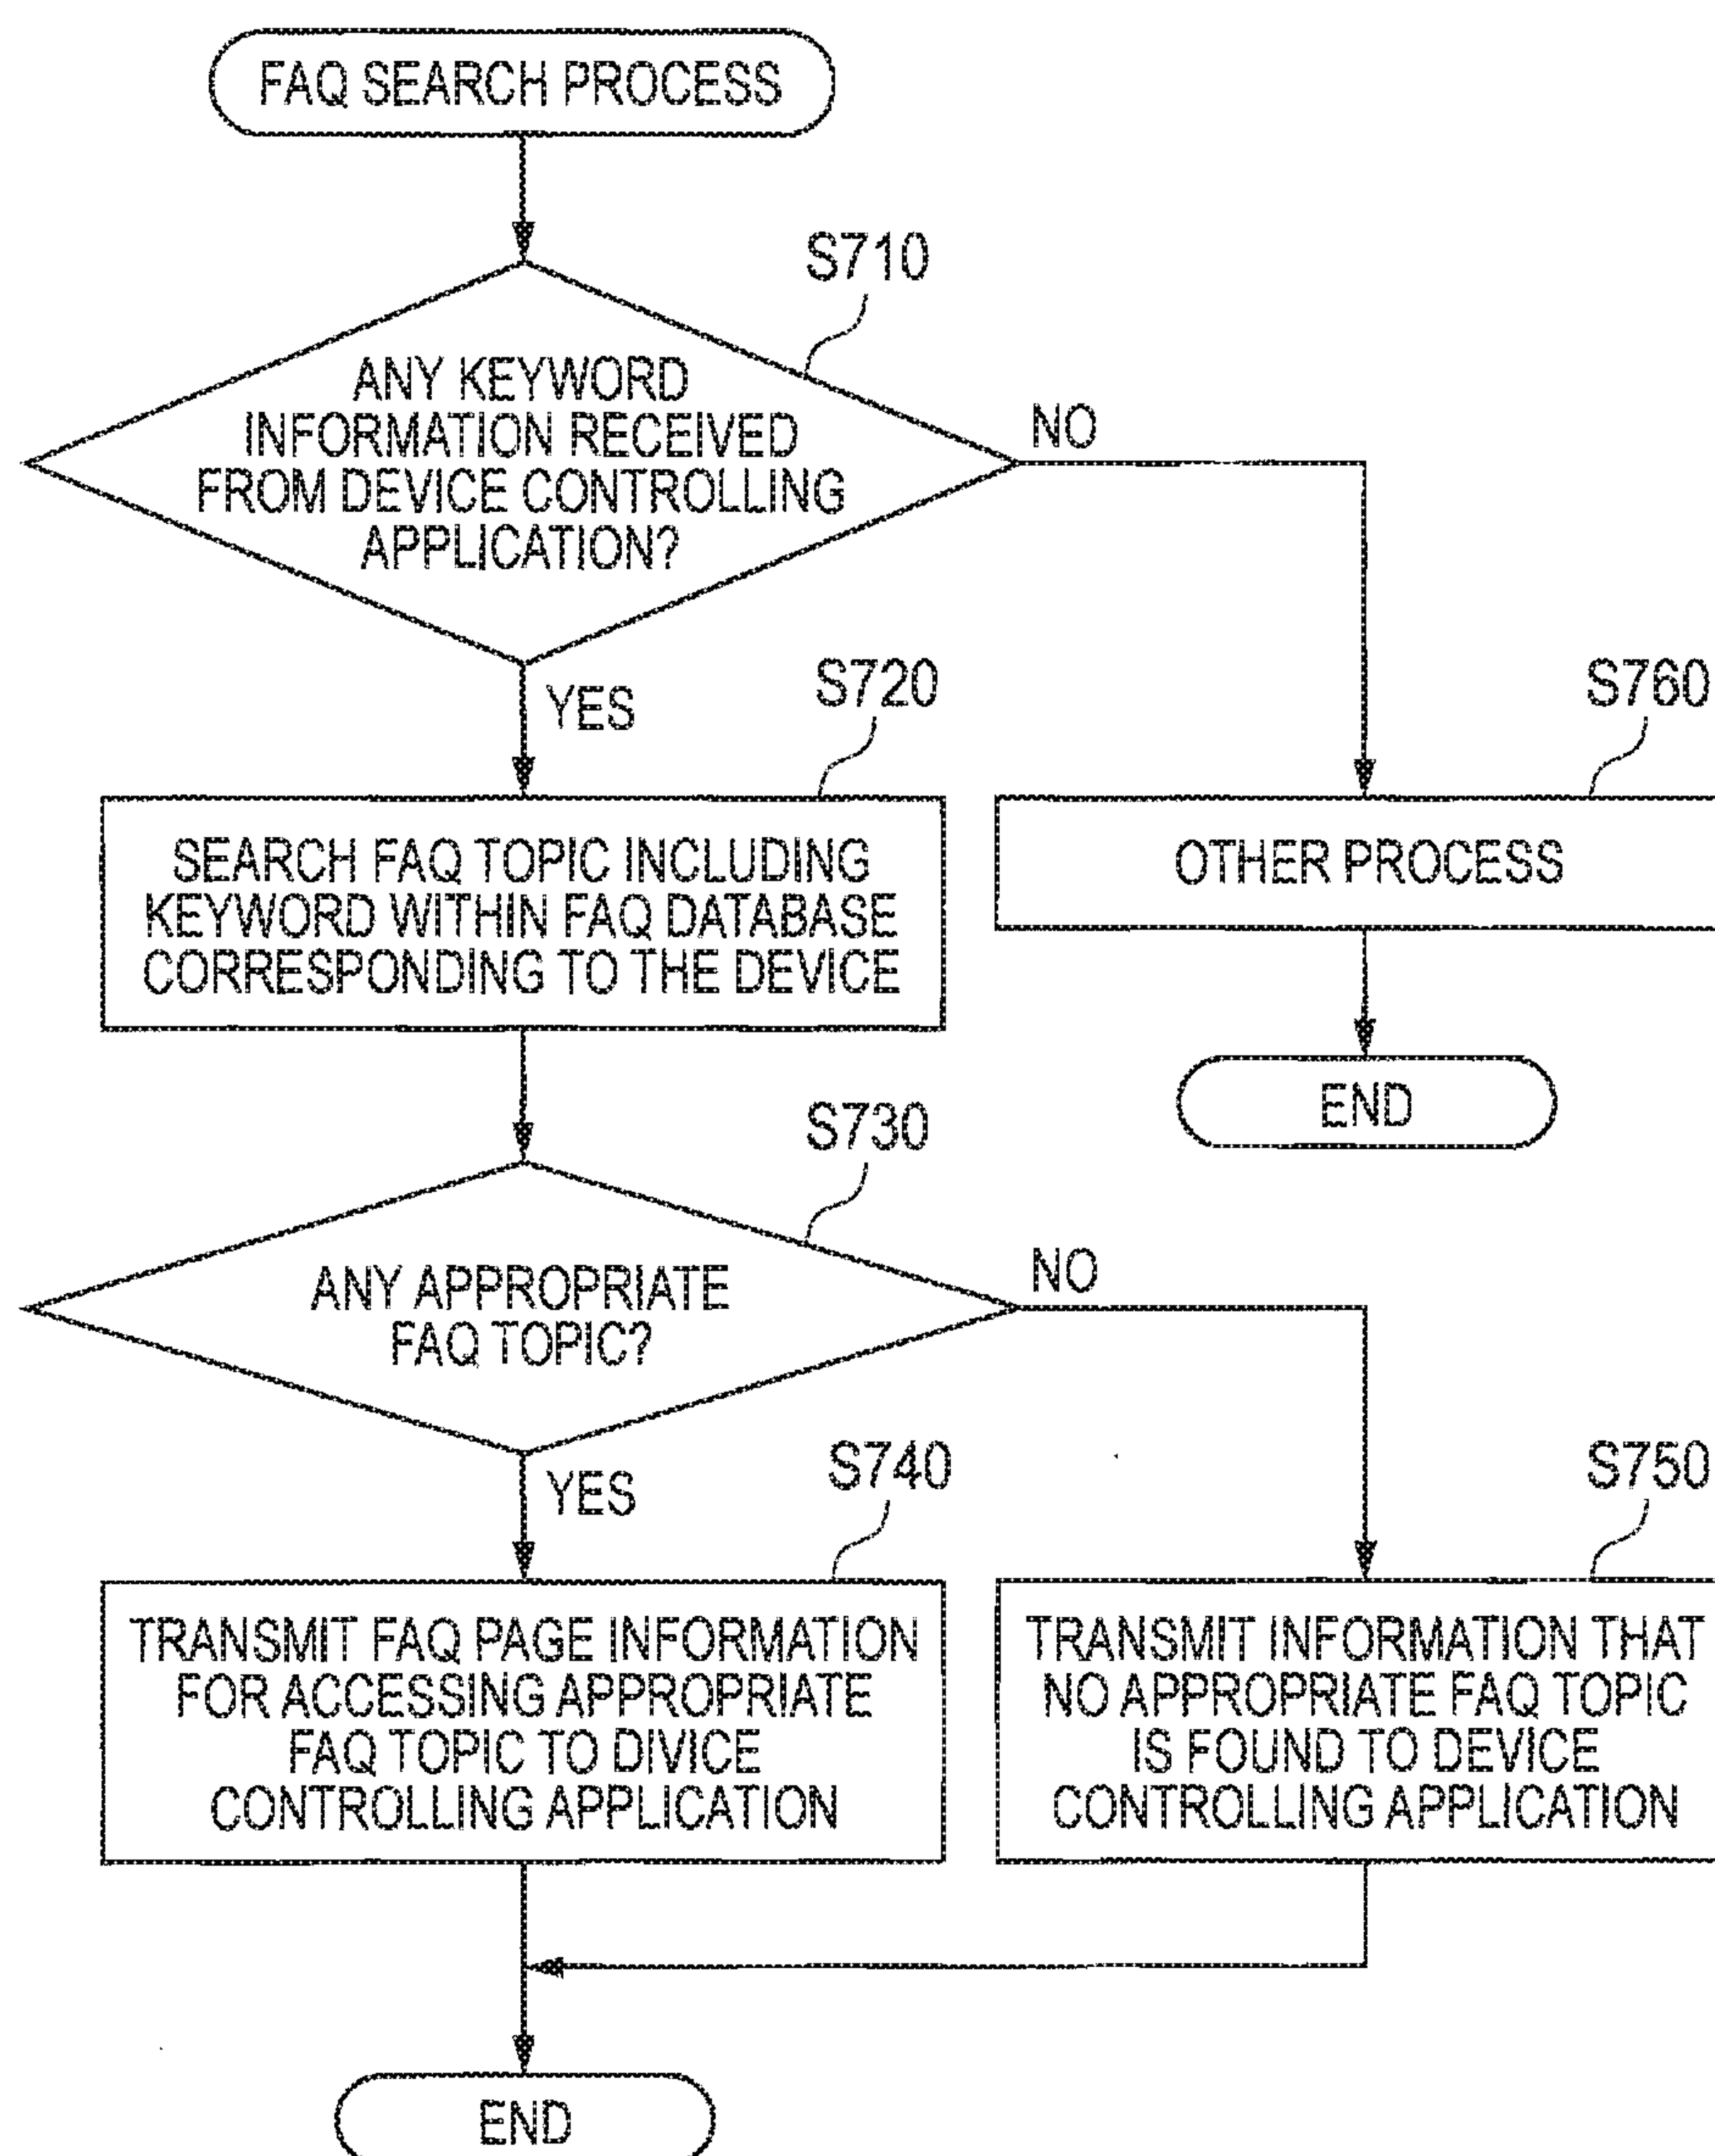 FAQ SEARCH PROCESS
S710
ANY KEYWORD
INFORMATION RECEIVED
FROM DEVICE CONTROLLING
APPLICATION?
NO
YES
S720
S760
SEARCH FAQ TOPIC INCLUDING
KEYWORD WITHIN FAQ DATABASE
CORRESPONDING TO THE DEVICE
OTHER PROCESS
END
S730
ANY APPROPRIATE
FAQ TOPIC?
NO
YES
S740
S750
TRANSMIT FAQ PAGE INFORMATION
FOR ACCESSING APPROPRIATE
FAQ TOPIC TO DIVICE
CONTROLLING APPLICATION
TRANSMIT INFORMATION THAT
NO APPROPRIATE FAQ TOPIC
IS FOUND TO DEVICE
CONTROLLING APPLICATION
END